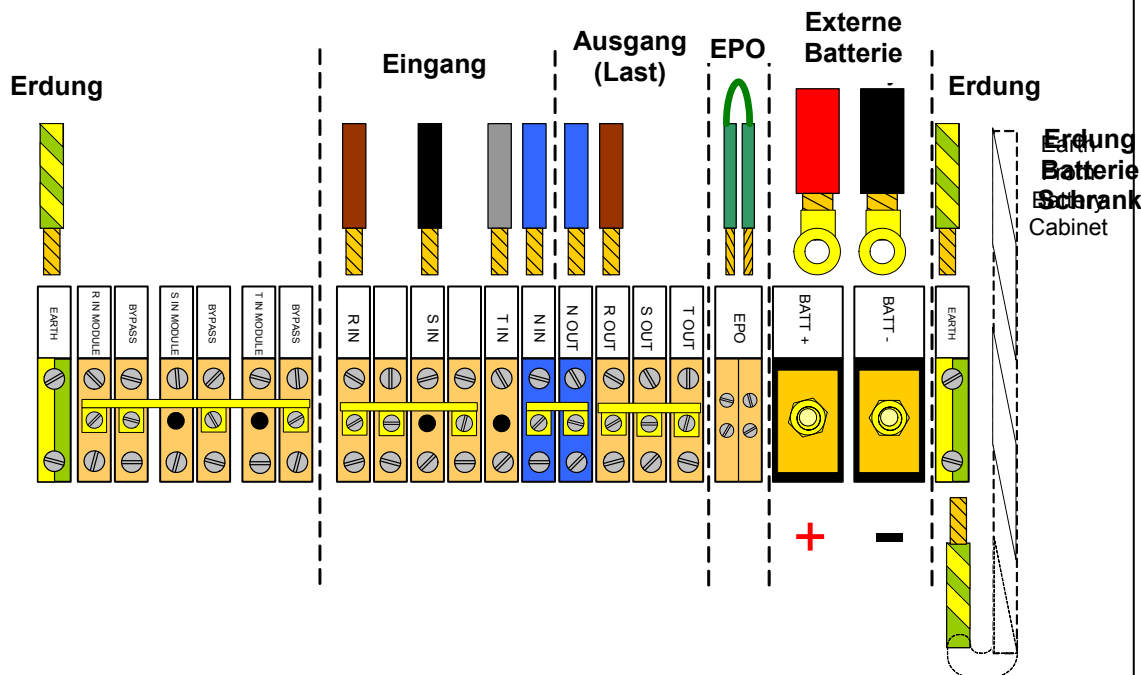 Erdung
Eingang
Ausgang
(Last)
EPO
Externe
Batterie
Erdung
Erdung
Batterie
Schrank
Earth
From
Battery
Cabinet
EARTH
R IN MODULE
BYPASS
S IN MODULE
BYPASS
T IN MODULE
BYPASS
R IN
S IN
T IN
N IN
N OUT
R OUT
S OUT
T OUT
EPO
BATT +
BATT -
EARTH
+
-